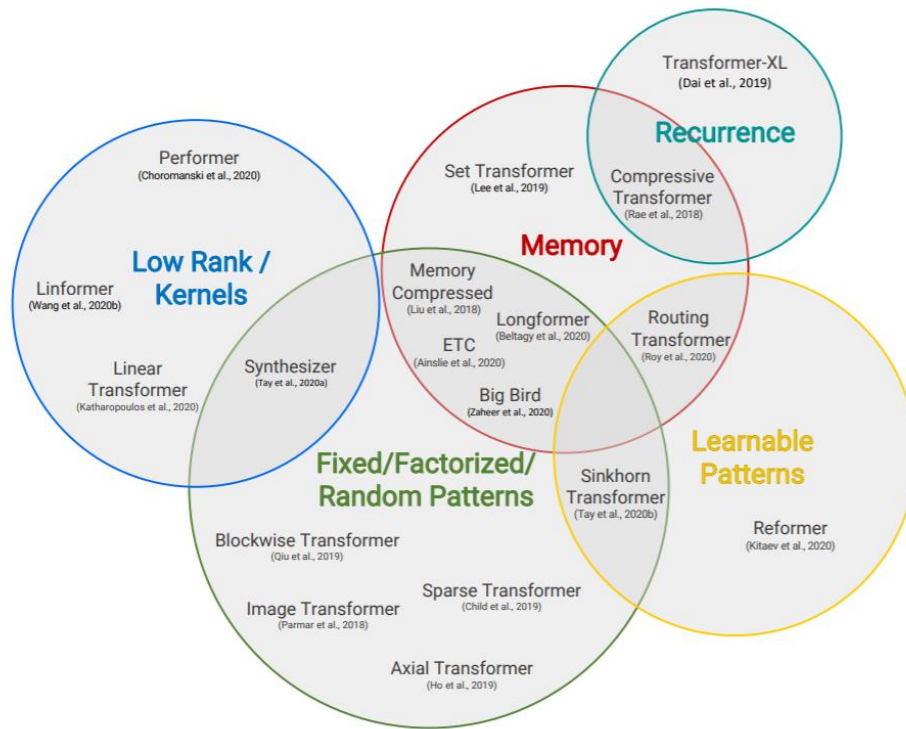 Transformer-XL
(Dai et al., 2019)
Recurrence
Performer
(Choromanski et al., 2020)
Set Transformer
(Lee et al., 2019)
Compressive
Transformer
(Rae et al., 2018)
Memory
Low Rank /
Kernels
Memory
Compressed
(Liu et al., 2018)
Linformer
(Wang et al., 2020b)
Longformer
(Beltagy et al., 2020)
Routing
Transformer
(Roy et al., 2020)
ETC
(Ainslie et al., 2020)
Linear
Transformer
(Katharopoulos et al., 2020)
Synthesizer
(Tay et al., 2020a)
Big Bird
(Zaheer et al., 2020)
Learnable
Patterns
Fixed/Factorized/
Random Patterns
Sinkhorn
Transformer
(Tay et al., 2020b)
Reformer
(Kitaev et al., 2020)
Blockwise Transformer
(Qiu et al., 2019)
Sparse Transformer
(Child et al., 2019)
Image Transformer
(Parmar et al., 2018)
Axial Transformer
(Ho et al., 2019)